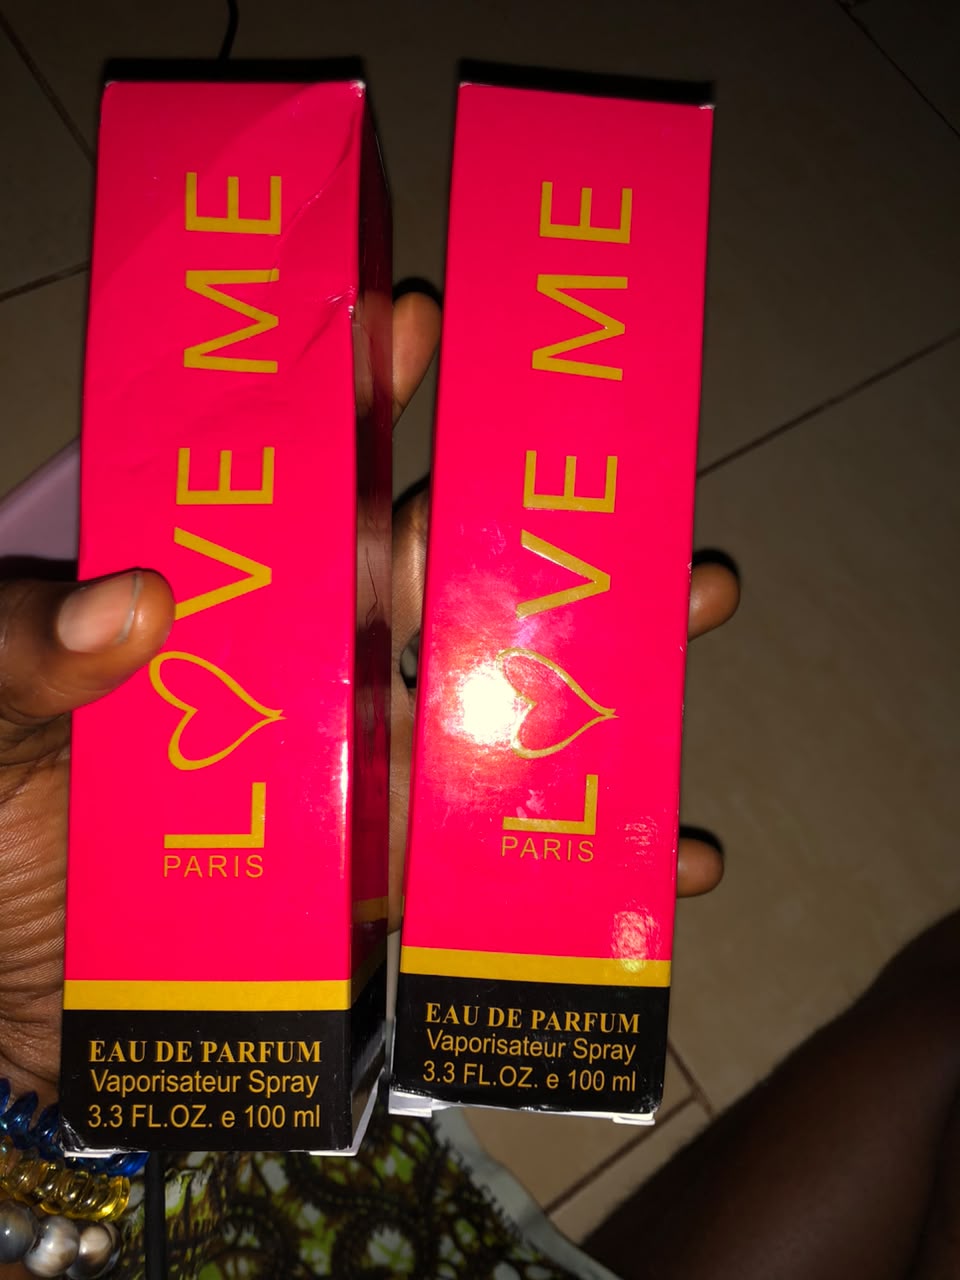 LOVE ME
PARIS
EAU DE PARFUM
Vaporisateur Spray
3.3 FL.OZ. e 100 ml
LOVE ME
PARIS
EAU DE PARFUM
Vaporisateur Spray
3.3 FL.OZ. e 100 ml